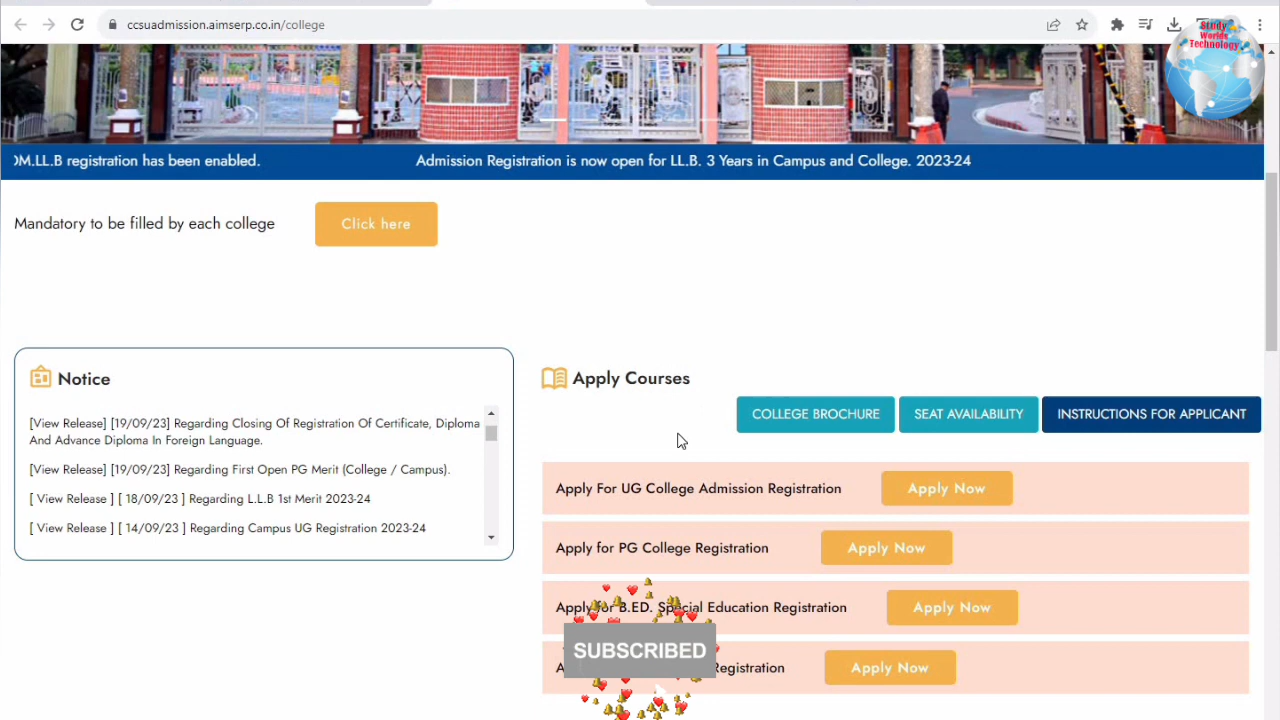 ccsuadmission.aimserp.co.in/college
Study
Worlds
Technology
M.LL.B registration has been enabled.
Admission Registration is now open for LL.B. 3 Years in Campus and College. 2023-24
Mandatory to be filled by each college
Click here
Notice
[View Release] [19/09/23] Regarding Closing Of Registration Of Certificate, Diploma
And Advance Diploma In Foreign Language.
[View Release] [19/09/23] Regarding First Open PG Merit (College / Campus).
[ View Release ] [ 18/09/23 ] Regarding L.L.B 1st Merit 2023-24
[ View Release ] [ 14/09/23 ] Regarding Campus UG Registration 2023-24
Apply Courses
COLLEGE BROCHURE
SEAT AVAILABILITY
INSTRUCTIONS FOR APPLICANT
Apply For UG College Admission Registration
Apply Now
Apply for PG College Registration
Apply Now
Apply for B.ED. Special Education Registration
Apply Now
SUBSCRIBED
Registration
Apply Now